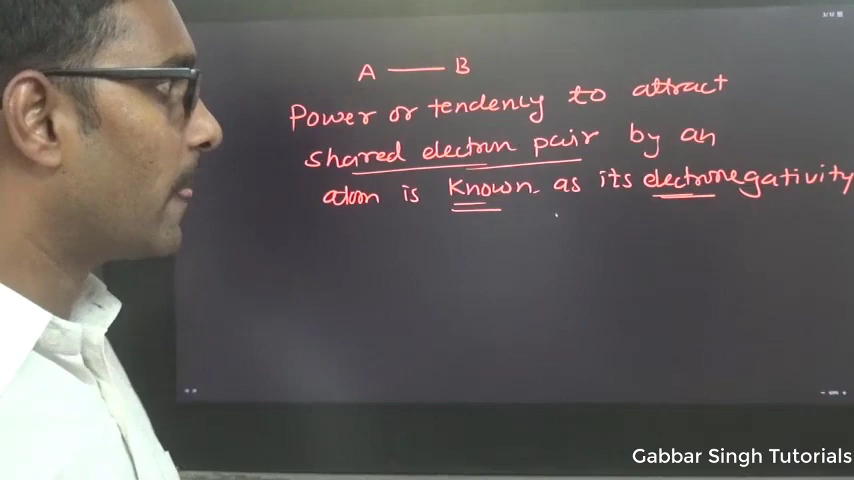 A — B
Power or tendency to attract
shared electron pair by an
atom is known as its electronegativity
Gabbar Singh Tutorials